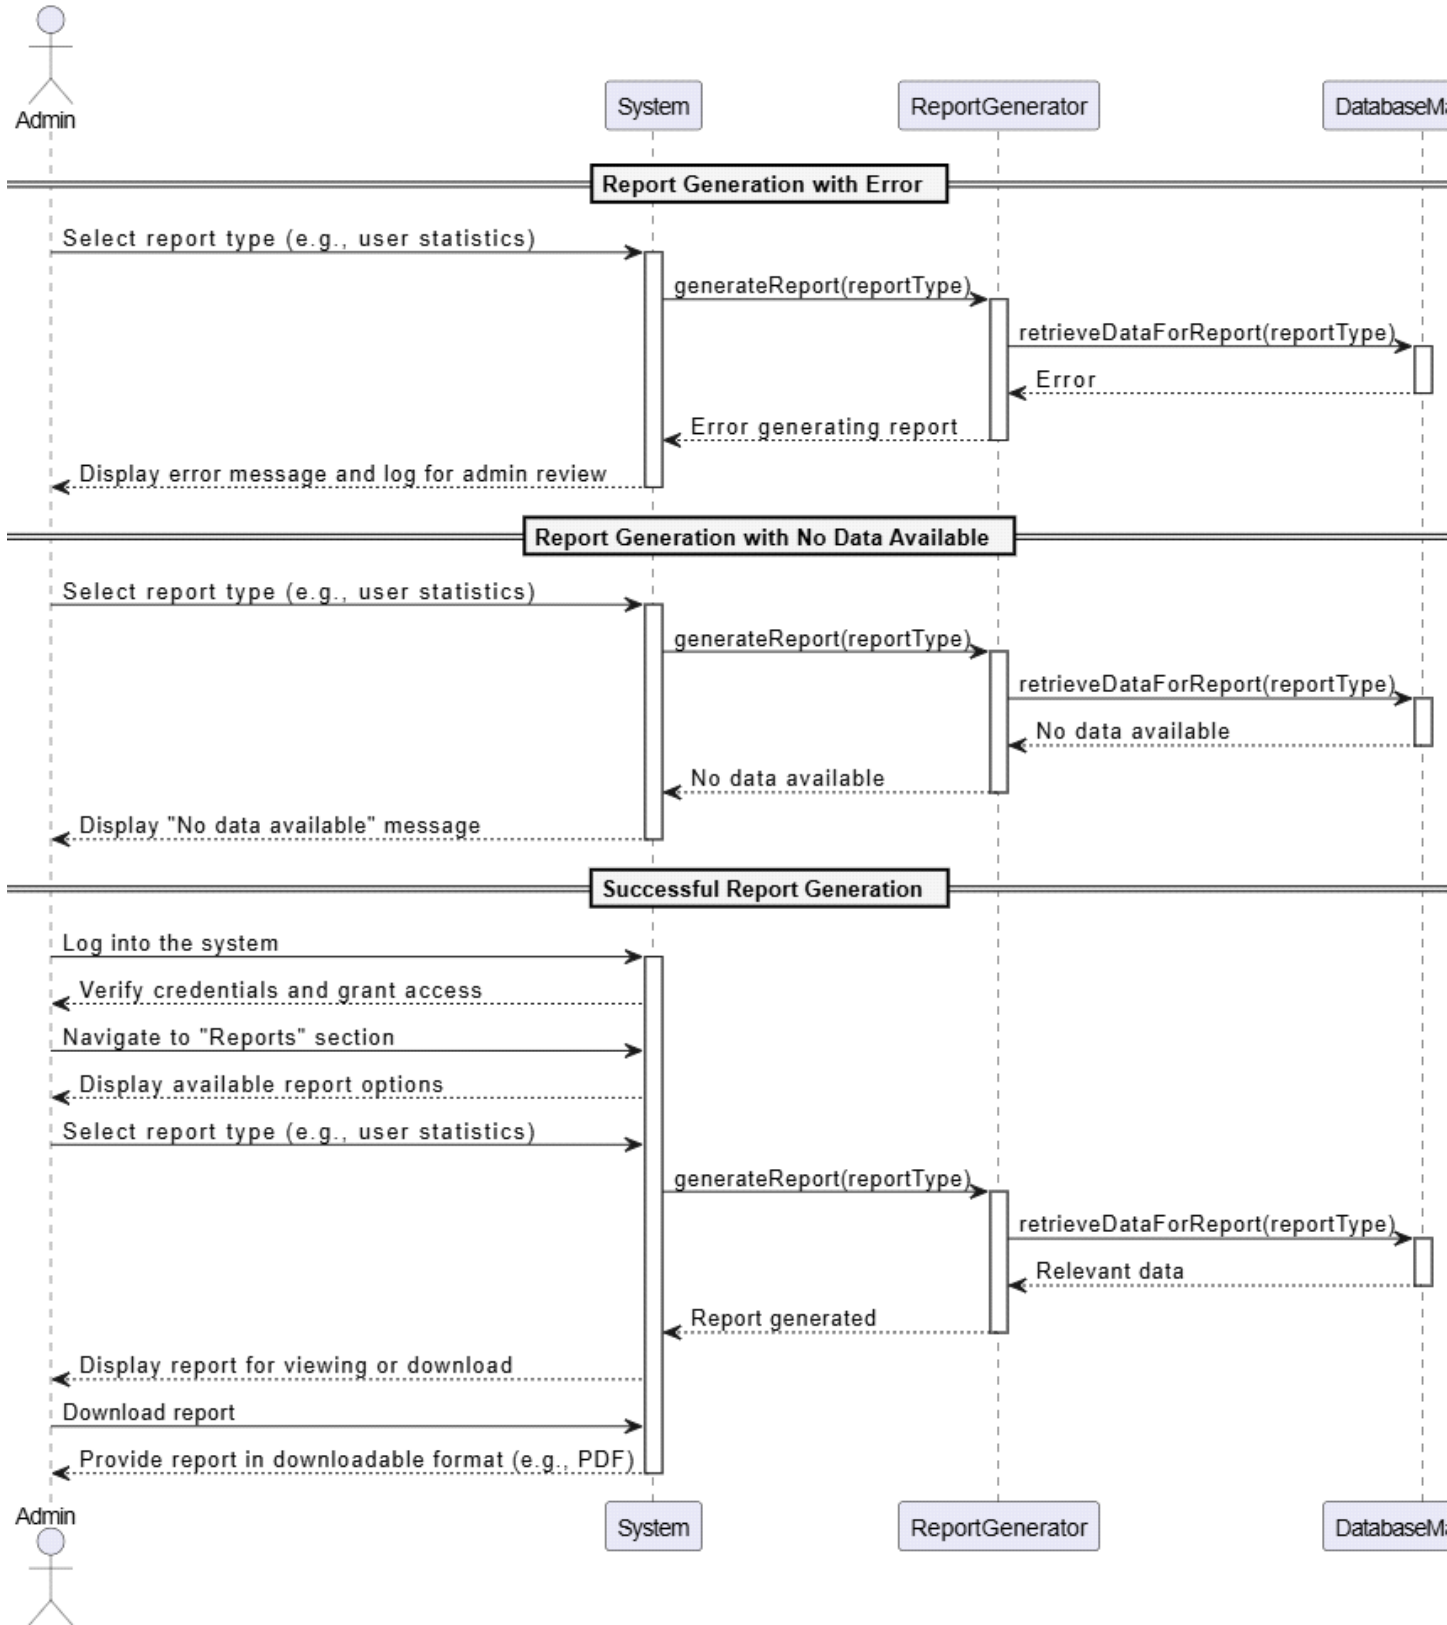 Admin
System
ReportGenerator
DatabaseMa
Report Generation with Error
Select report type (e.g., user statistics)
generateReport(reportType)
retrieveDataForReport(reportType)
Error
Error generating report
Display error message and log for admin review
Report Generation with No Data Available
Select report type (e.g., user statistics)
generateReport(reportType)
retrieveDataForReport(reportType)
No data available
No data available
Display "No data available" message
Successful Report Generation
Log into the system
Verify credentials and grant access
Navigate to "Reports" section
Display available report options
Select report type (e.g., user statistics)
generateReport(reportType)
retrieveDataForReport(reportType)
Relevant data
Report generated
Display report for viewing or download
Download report
Provide report in downloadable format (e.g., PDF)
Admin
System
ReportGenerator
DatabaseMa